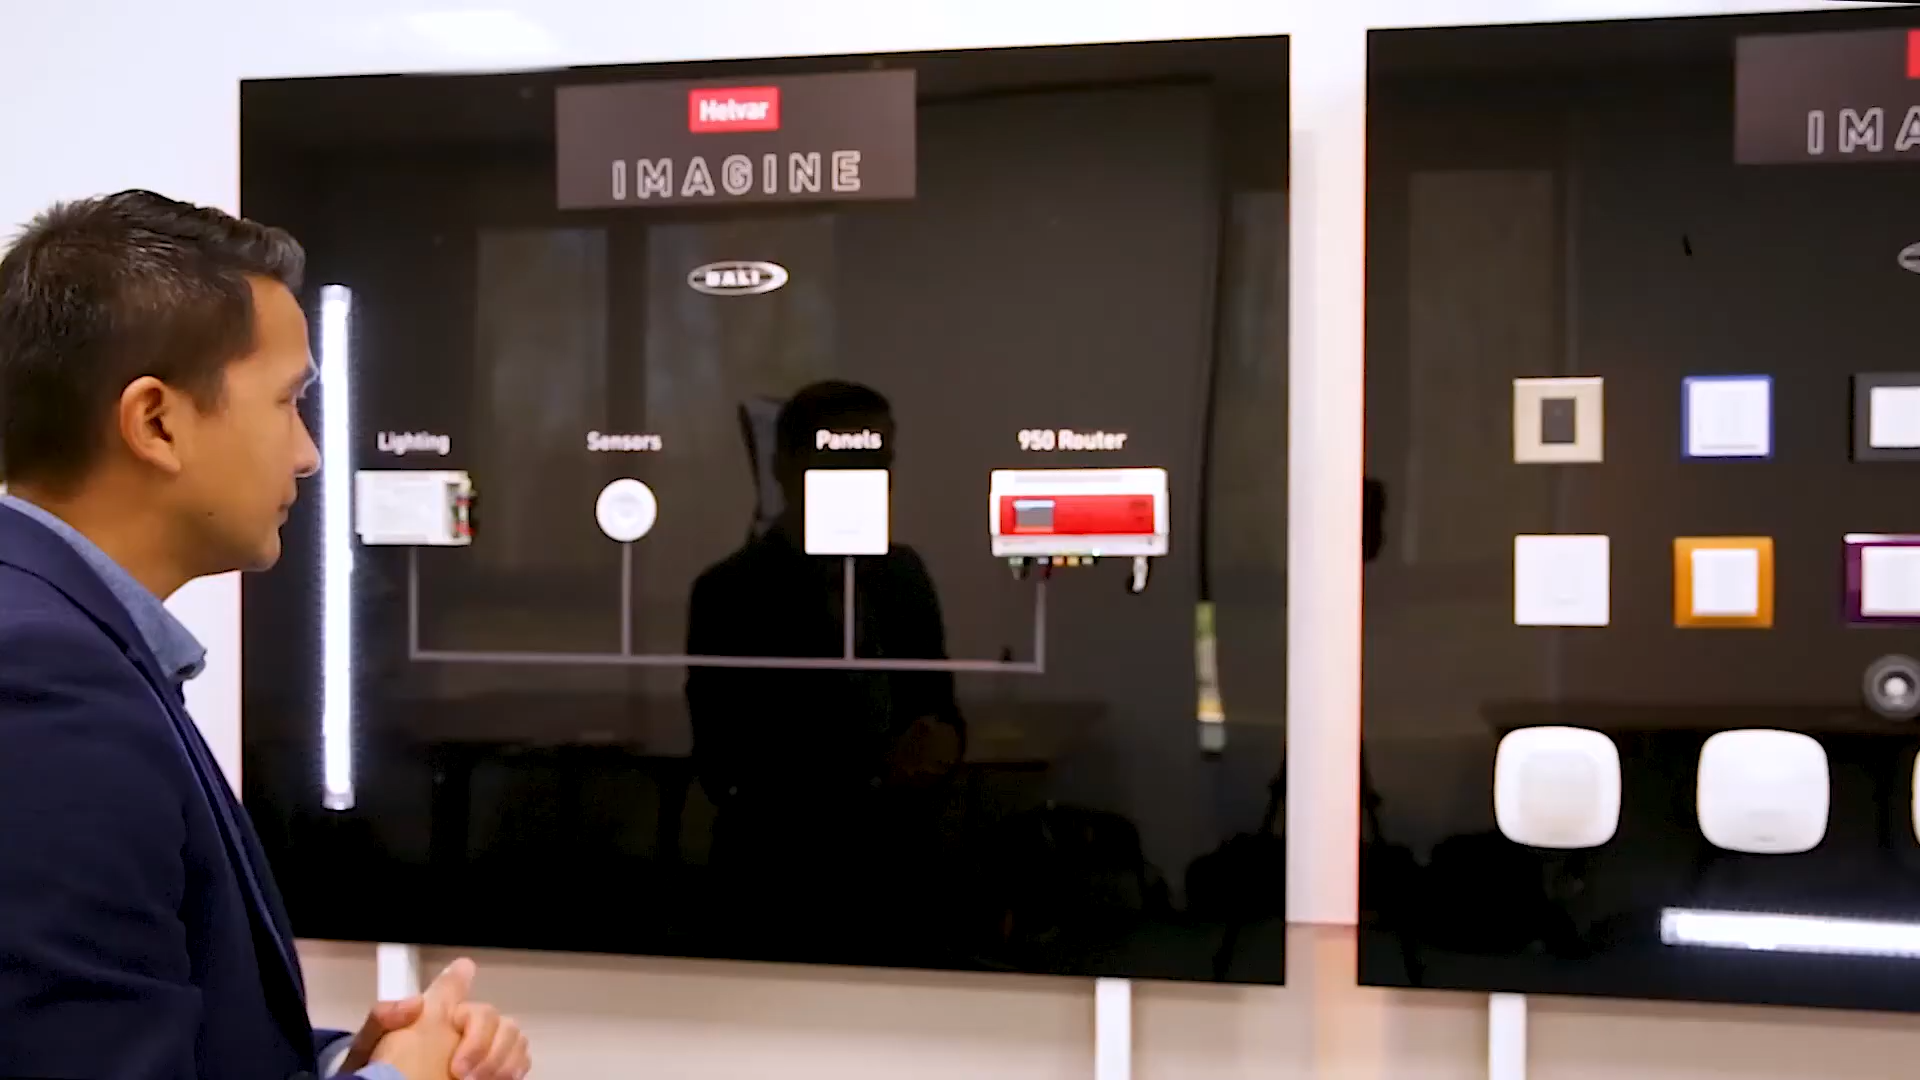 Helvar
IMAGINE
DALI
Lighting
Sensors
Panels
950 Router
IMA